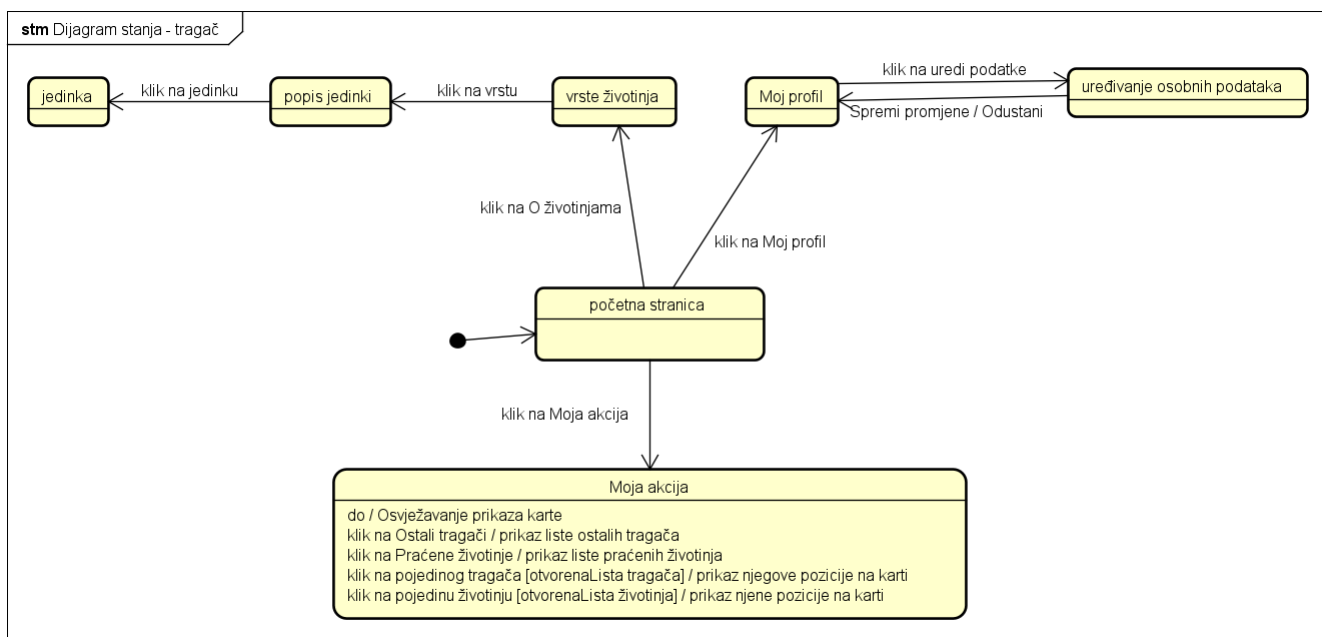 stm Dijagram stanja - tragač
jedinka
klik na jedinku
popis jedinki
klik na vrstu
vrste životinja
Moj profil
klik na uredi podatke
Spremi promjene / Odustani
uređivanje osobnih podataka
klik na O životinjama
klik na Moj profil
početna stranica
klik na Moja akcija
Moja akcija
do / Osvježavanje prikaza karte
klik na Ostali tragači / prikaz liste ostalih tragača
klik na Praćene životinje / prikaz liste praćenih životinja
klik na pojedinog tragača [otvorenaLista tragača] / prikaz njegove pozicije na karti
klik na pojedinu životinju [otvorenaLista životinja] / prikaz njene pozicije na karti